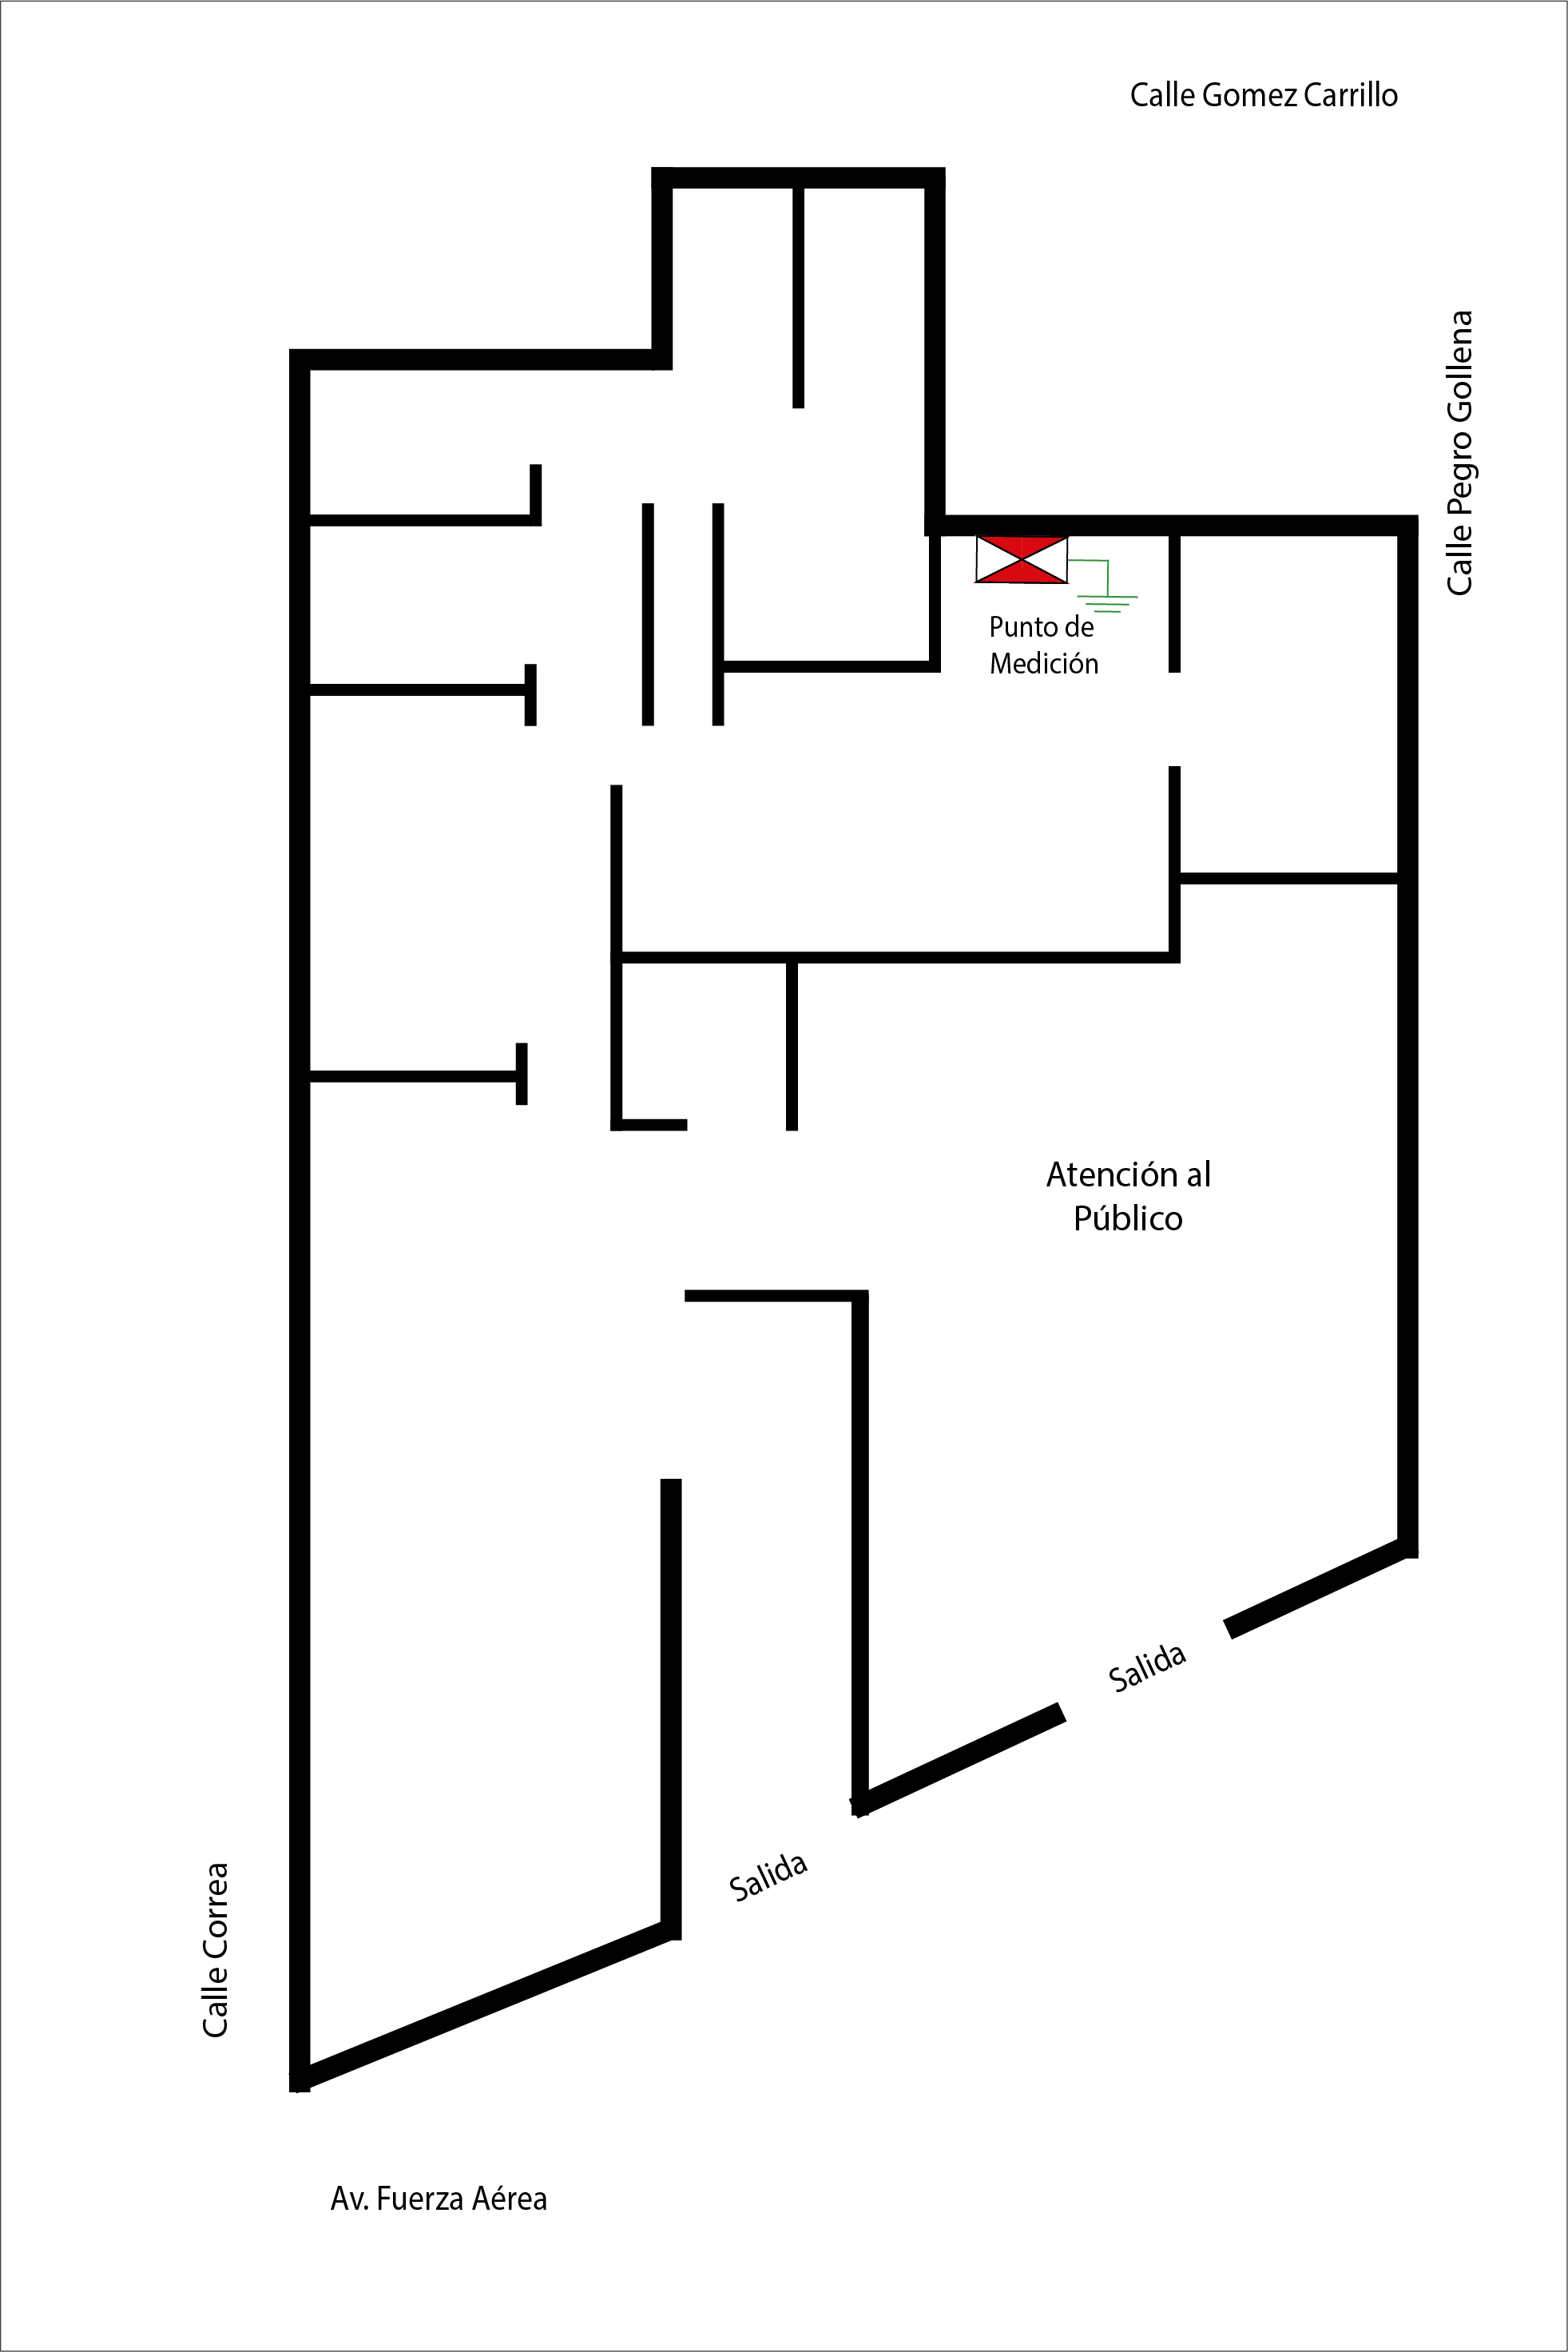 Calle Gomez Carrillo
Calle Pegro Gollena
Punto de
Medición
Atención al
Público
Salida
Salida
Calle Correa
Av. Fuerza Aérea